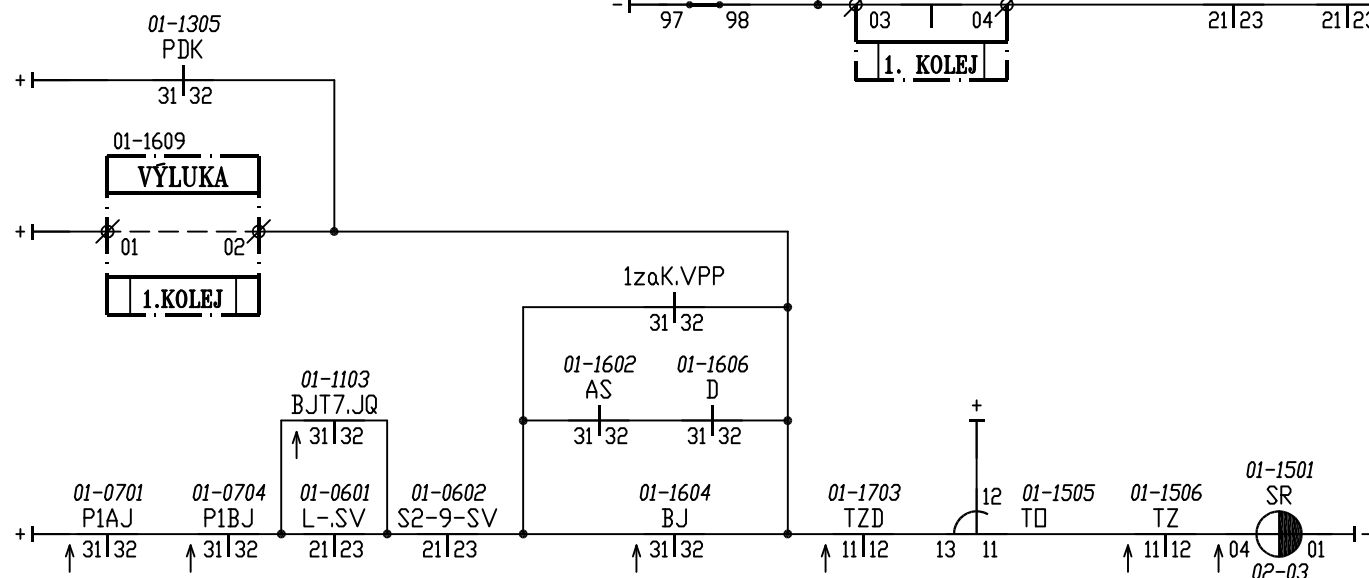 97 98 03 04 21 23 21 23
1. KOLEJ
01-1305
PDK
+ 31 32
01-1609
VÝLUKA
+ 01 02
1.KOLEJ
1zaK.VPP
31 32
01-1602 01-1606
AS D
31 32 31 32
01-1103
BJT7.JQ
31 32
+
12
01-0701 01-0704 01-0601 01-0602 01-1604 01-1703 01-1505 01-1506 01-1501
P1AJ P1BJ L-.SV S2-9-SV BJ TZD TO TZ SR
+ 31 32 31 32 21 23 21 23 31 32 11 12 13 11 11 12 04 01 -
02-03